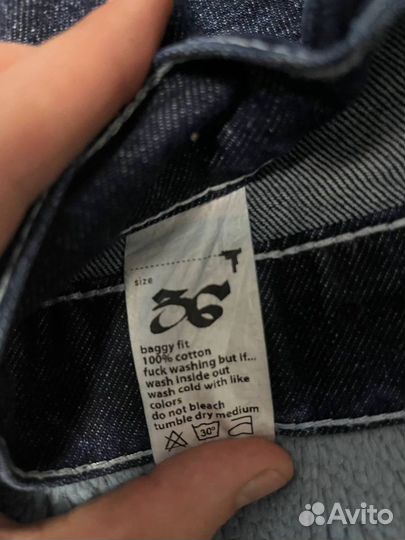 size
36
baggy fit
100% cotton
fuck washing but if...
wash inside out
wash cold with like
colors
do not bleach
tumble dry medium
30°
Avito